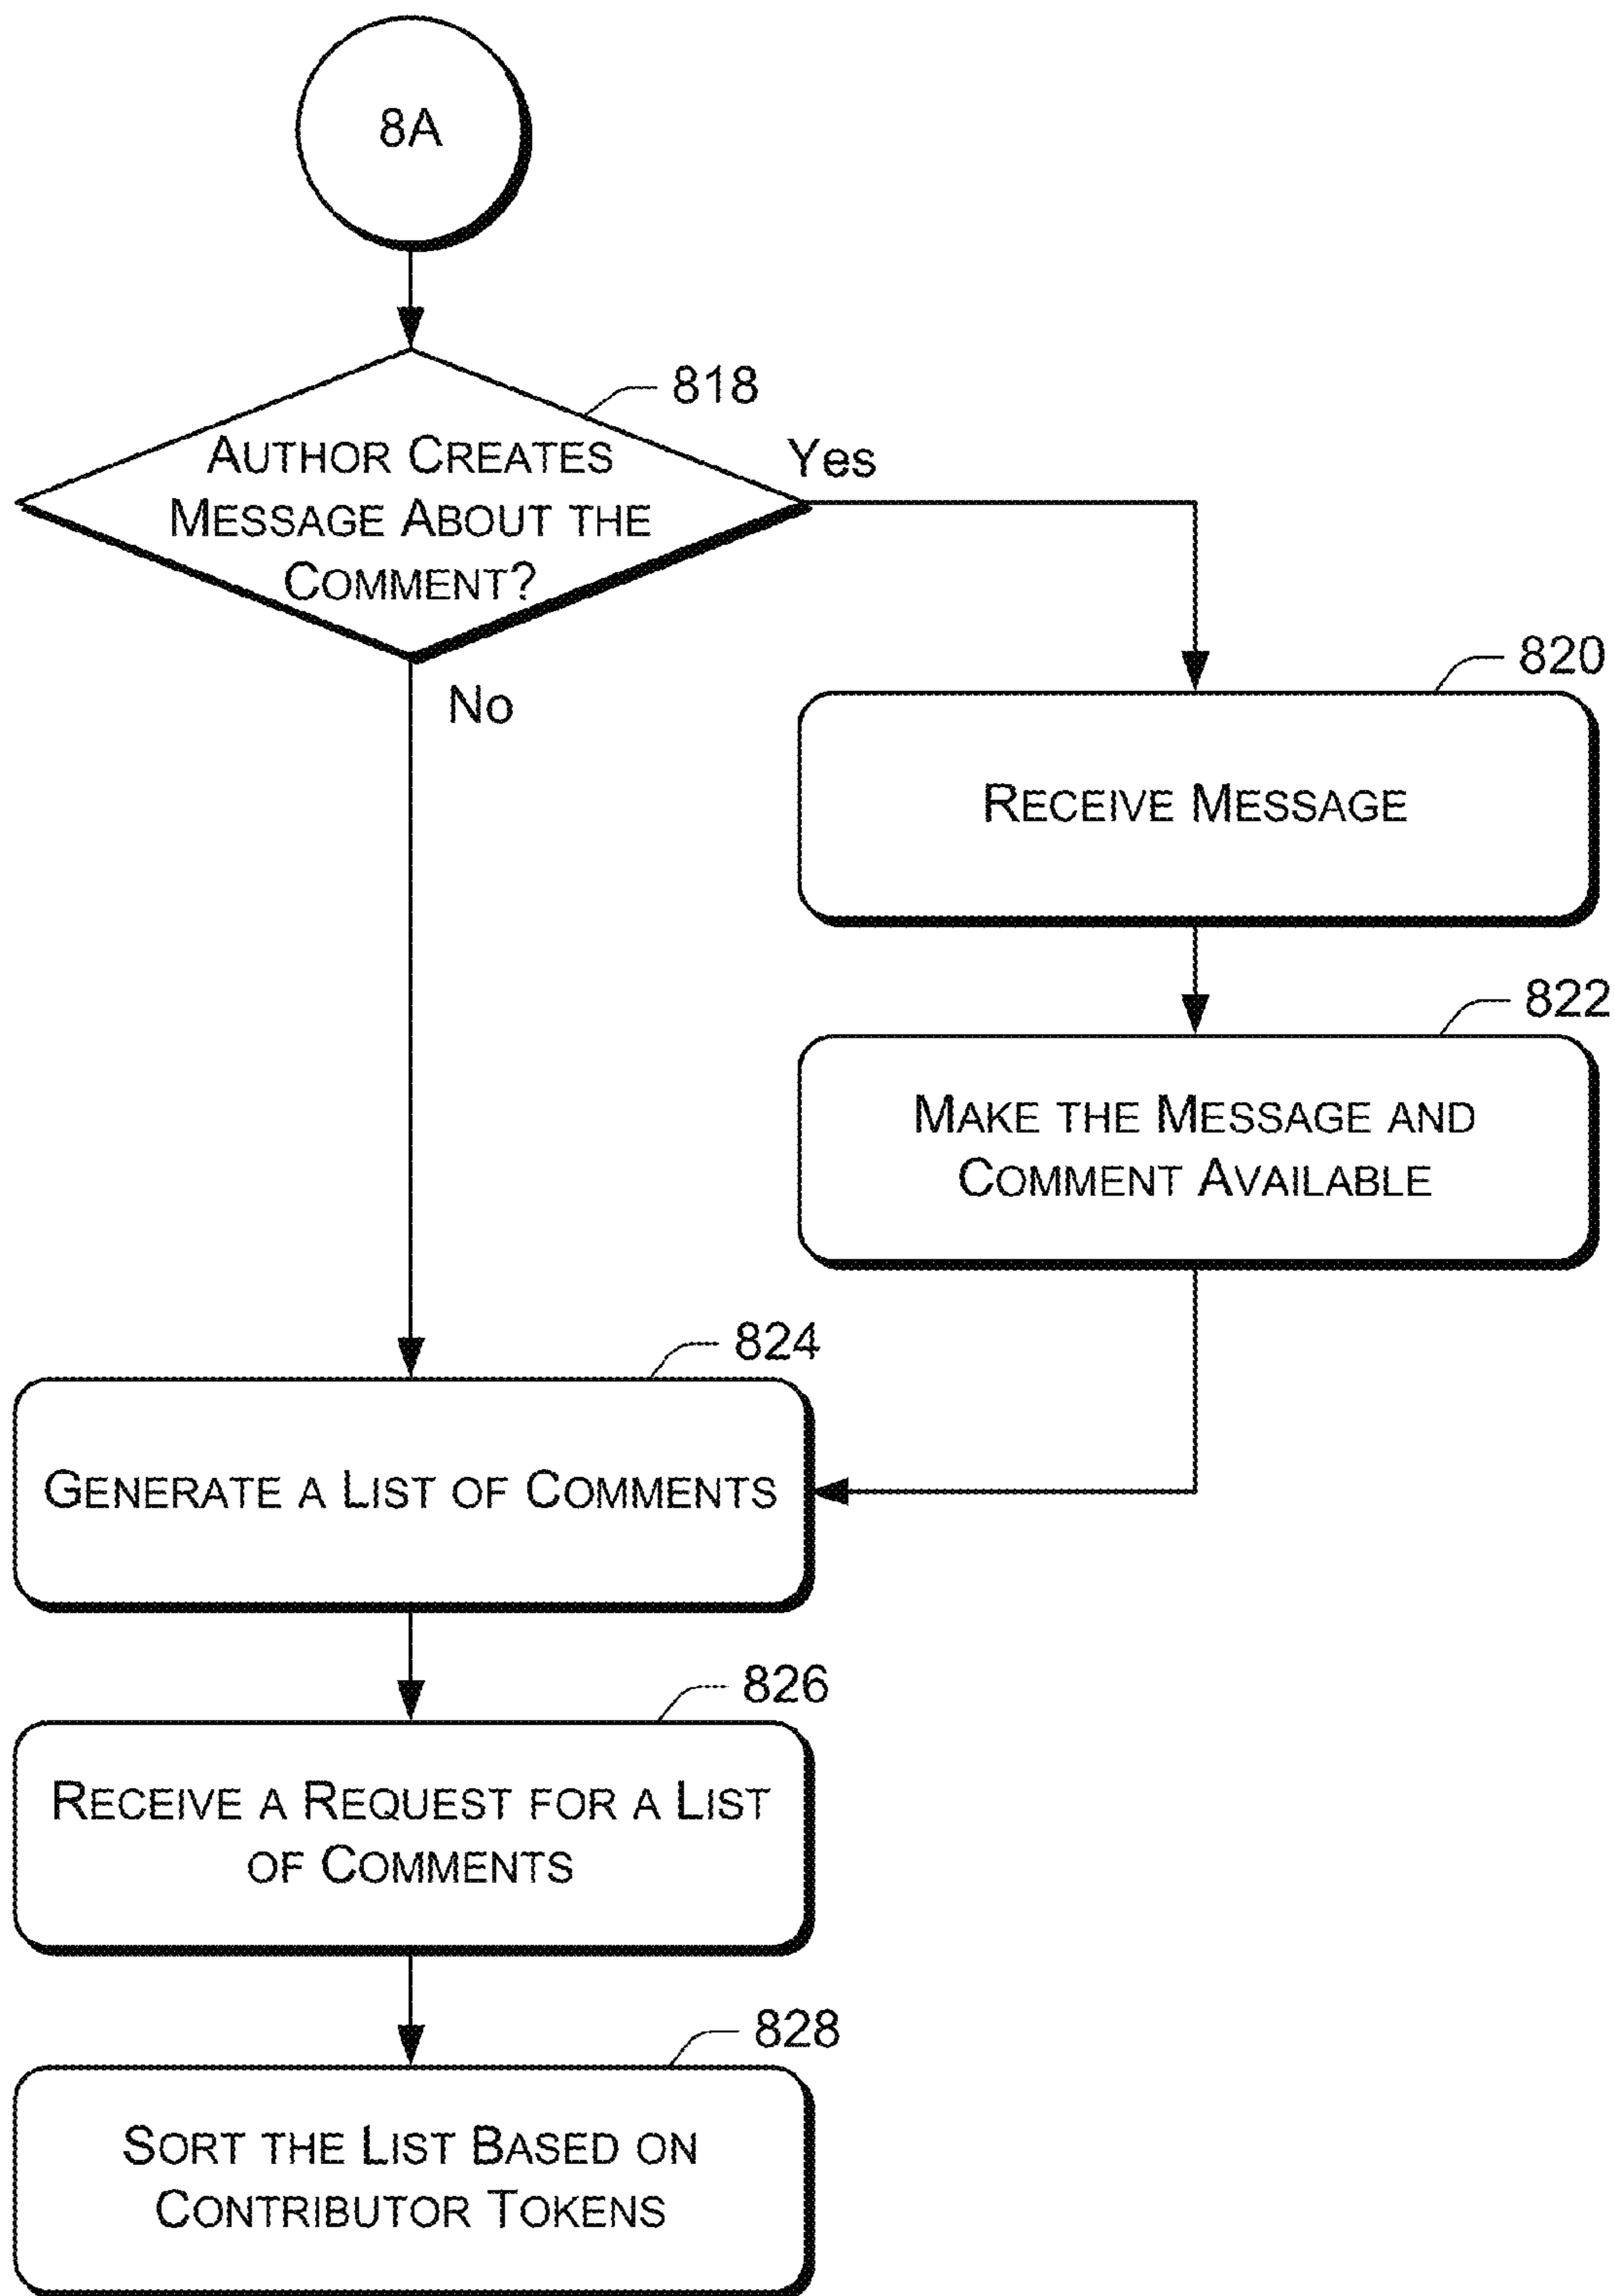 8A
818
AUTHOR CREATES
MESSAGE ABOUT THE
COMMENT?
Yes
No
820
RECEIVE MESSAGE
822
MAKE THE MESSAGE AND
COMMENT AVAILABLE
824
GENERATE A LIST OF COMMENTS
826
RECEIVE A REQUEST FOR A LIST
OF COMMENTS
828
SORT THE LIST BASED ON
CONTRIBUTOR TOKENS